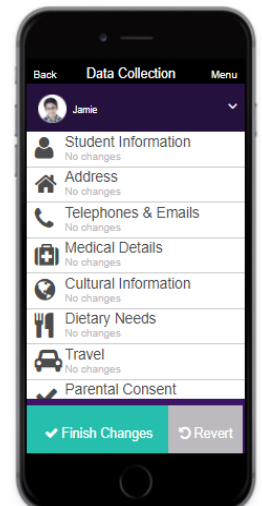 Back Data Collection Menu
Jamie
Student Information
No changes
Address
No changes
Telephones & Emails
No changes
Medical Details
No changes
Cultural Information
No changes
Dietary Needs
No changes
Travel
No changes
Parental Consent
Finish Changes Revert